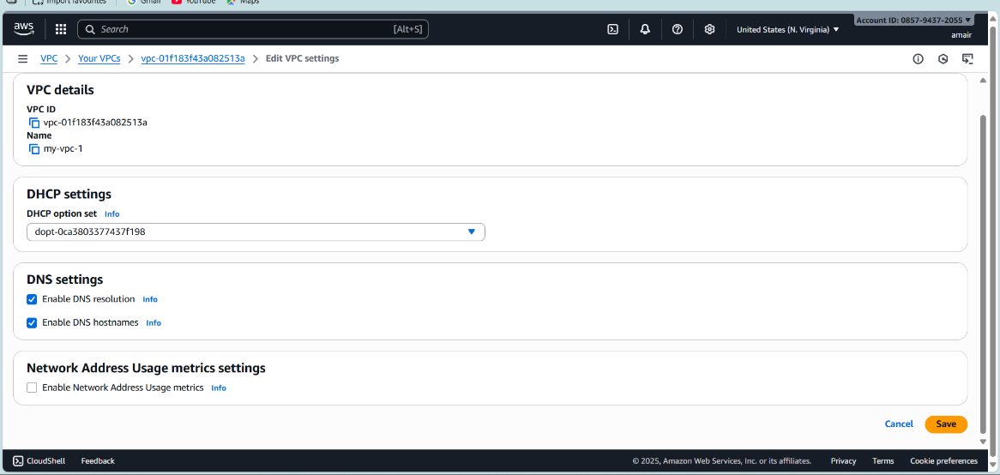 Import favourites Gmail YouTube Maps
aws Search [Alt+S] United States (N. Virginia) Account ID: 0857-9437-2055
amair
VPC Your VPCs vpc-01f183f43a082513a Edit VPC settings
VPC details
VPC ID
vpc-01f183f43a082513a
Name
my-vpc-1
DHCP settings
DHCP option set Info
dopt-0ca3803377437f198
DNS settings
Enable DNS resolution Info
Enable DNS hostnames Info
Network Address Usage metrics settings
Enable Network Address Usage metrics Info
Cancel Save
CloudShell Feedback © 2025, Amazon Web Services, Inc. or its affiliates. Privacy Terms Cookie preferences